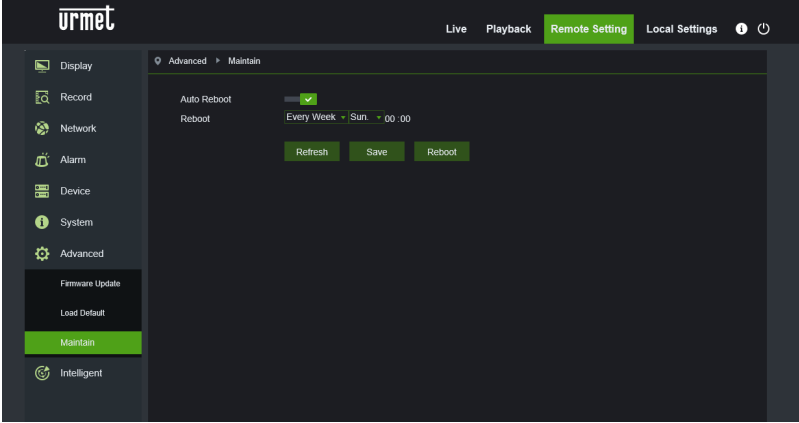 urmet
Live Playback Remote Setting Local Settings
Display
Record
Network
Alarm
Device
System
Advanced
Firmware Update
Load Default
Maintain
Intelligent
Advanced Maintain
Auto Reboot
Reboot Every Week Sun. 00 :00
Refresh Save Reboot